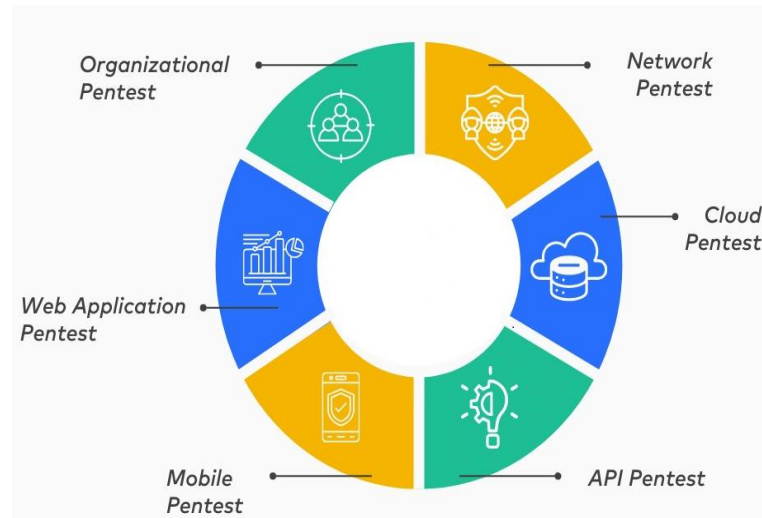 Organizational
Pentest
Network
Pentest
Cloud
Pentest
Web Application
Pentest
Mobile
Pentest
API Pentest